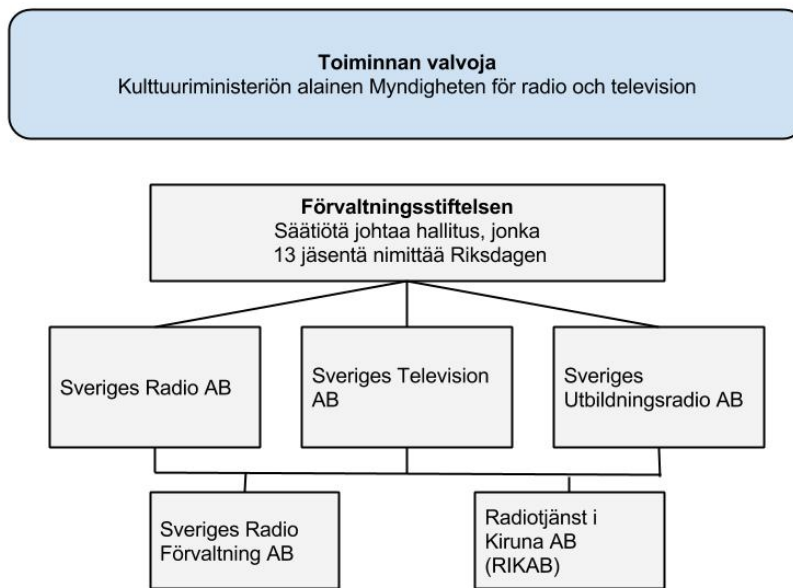 Toiminnan valvoja
Kulttuuriministeriön alainen Myndigheten för radio och television
Förvaltningsstiftelsen
Säätiötä johtaa hallitus, jonka
13 jäsentä nimittää Riksdagen
Sveriges Radio AB
Sveriges Television
AB
Sveriges
Utbildningsradio AB
Sveriges Radio
Förvaltning AB
Radiotjänst i
Kiruna AB
(RIKAB)